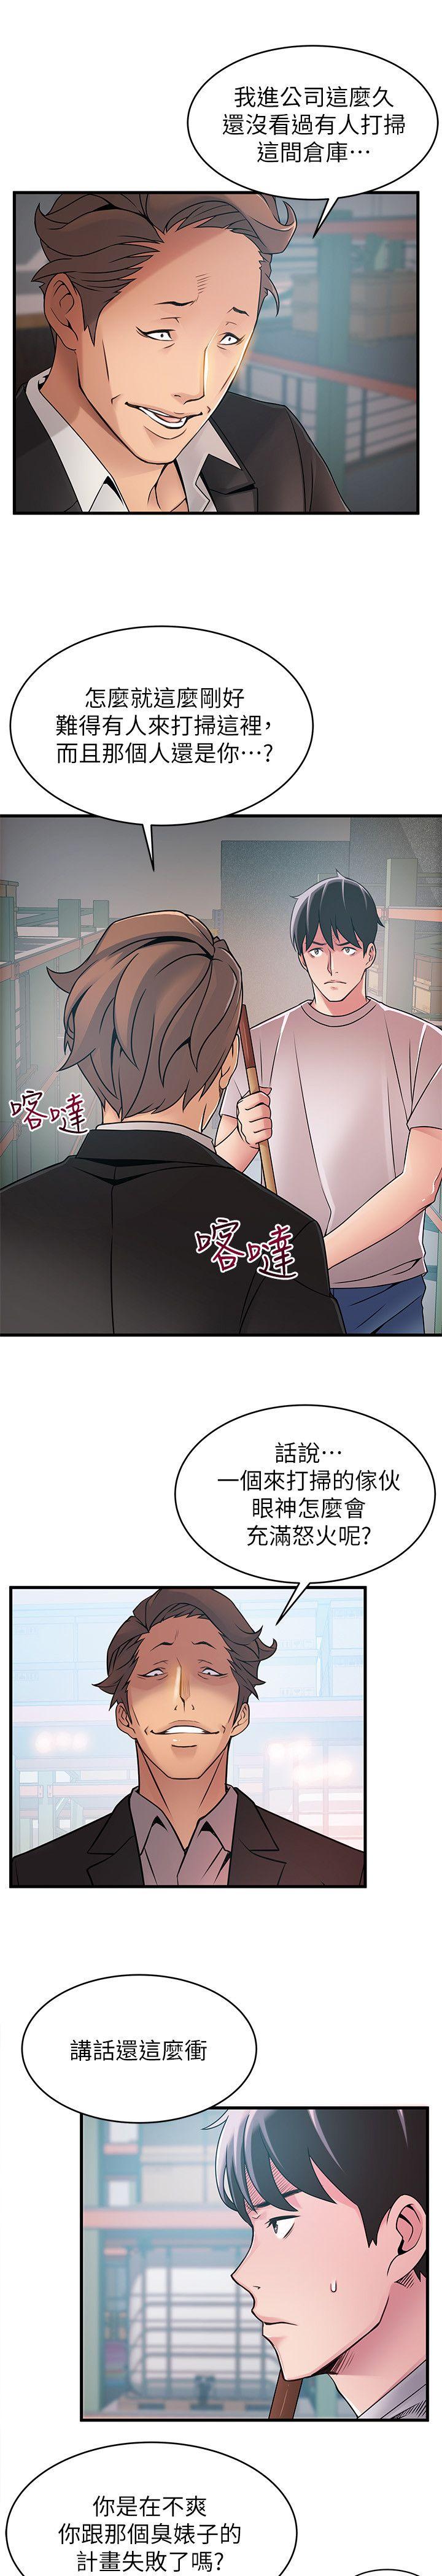 我進公司這麼久
還沒看過有人打掃
這間倉庫⋯
怎麼就這麼剛好
難得有人來打掃這裡，
而且那個人還是你⋯?
喀噠
喀噠
話說⋯
一個來打掃的傢伙
眼神怎麼會
充滿怒火呢?
講話還這麼衝
你是在不爽
你跟那個臭婊子的
計畫失敗了嗎?